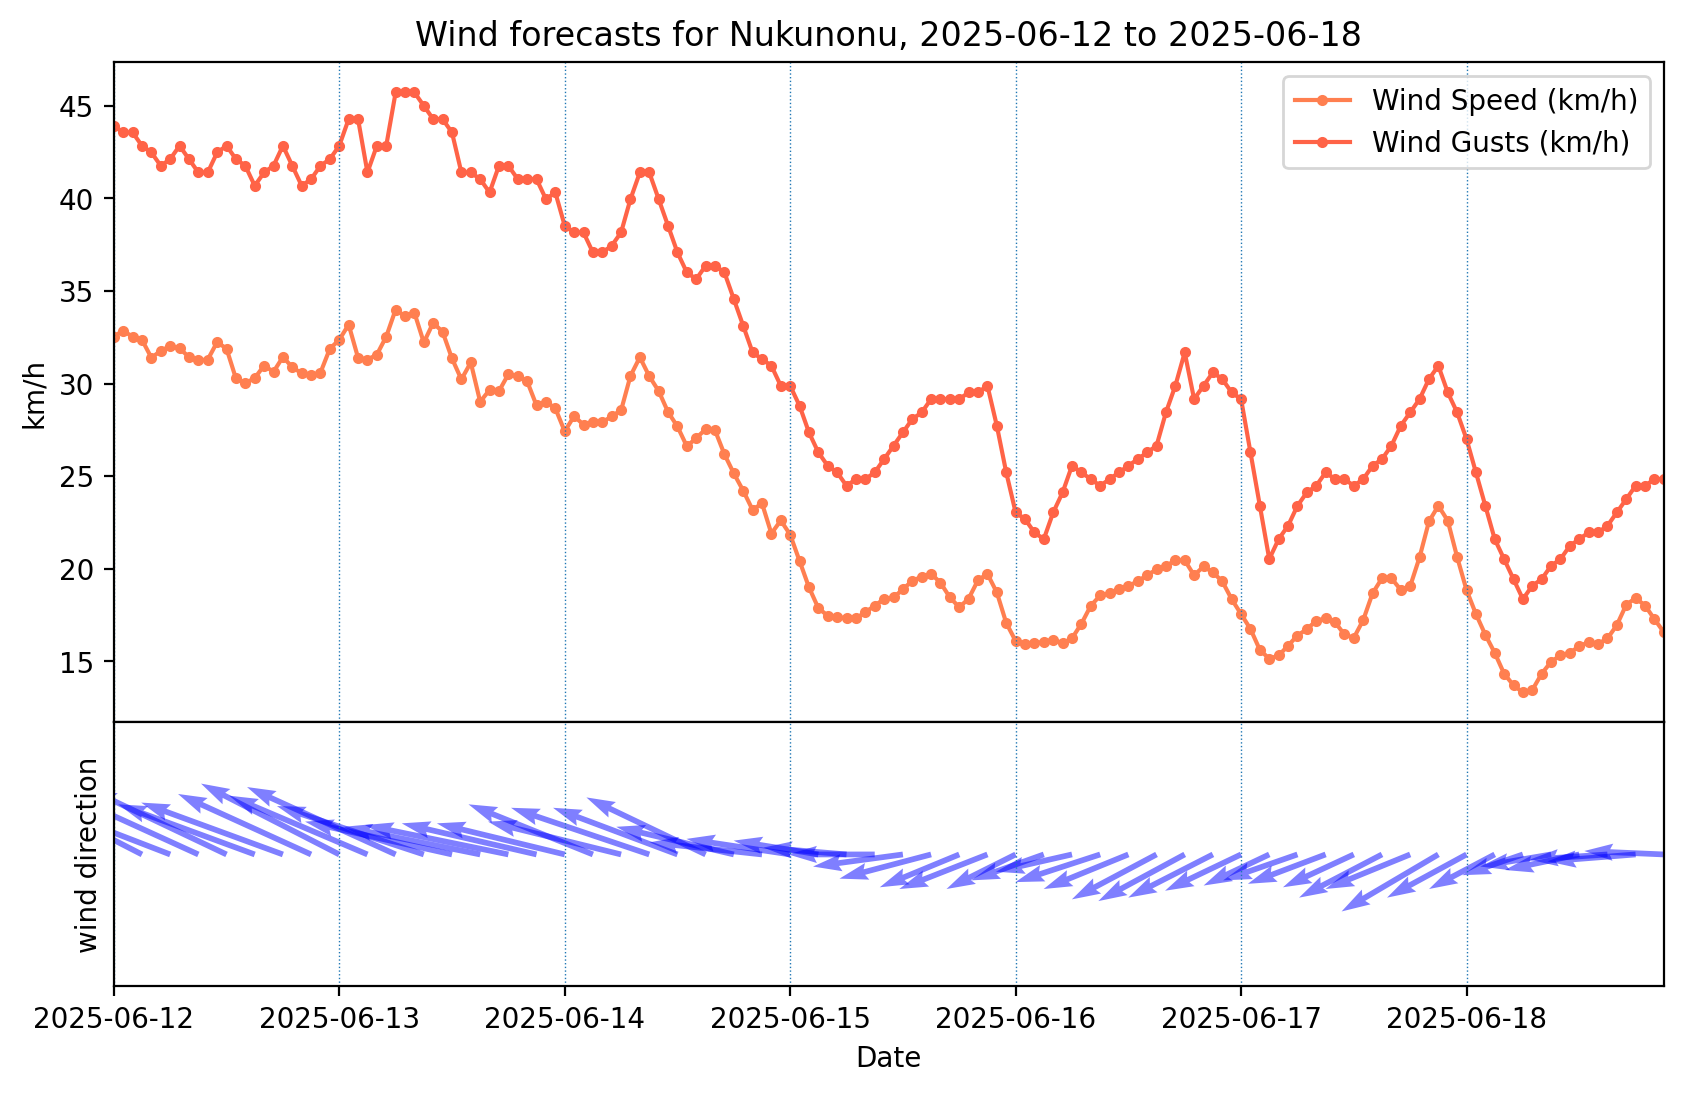 Wind forecasts for Nukunonu, 2025-06-12 to 2025-06-18
Wind Speed (km/h)
Wind Gusts (km/h)
km/h
45
40
35
30
25
20
15
wind direction
2025-06-12
2025-06-13
2025-06-14
2025-06-15
2025-06-16
2025-06-17
2025-06-18
Date